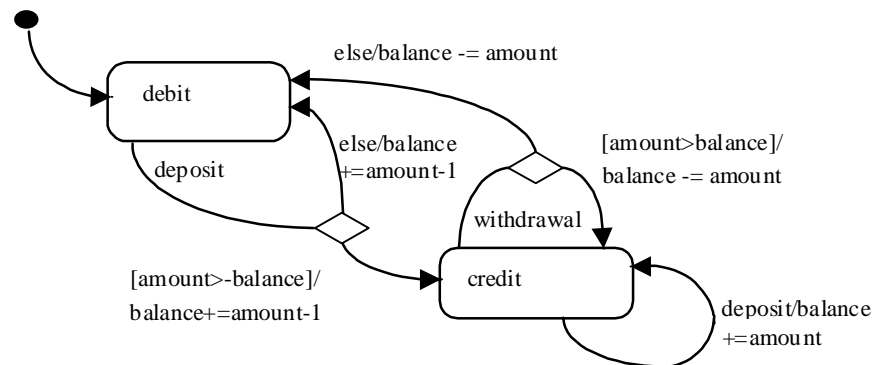 else/balance -= amount
debit
else/balance
+=amount-1
[amount>balance]/
balance -= amount
deposit
withdrawal
[amount>-balance]/
balance+=amount-1
credit
deposit/balance
+=amount